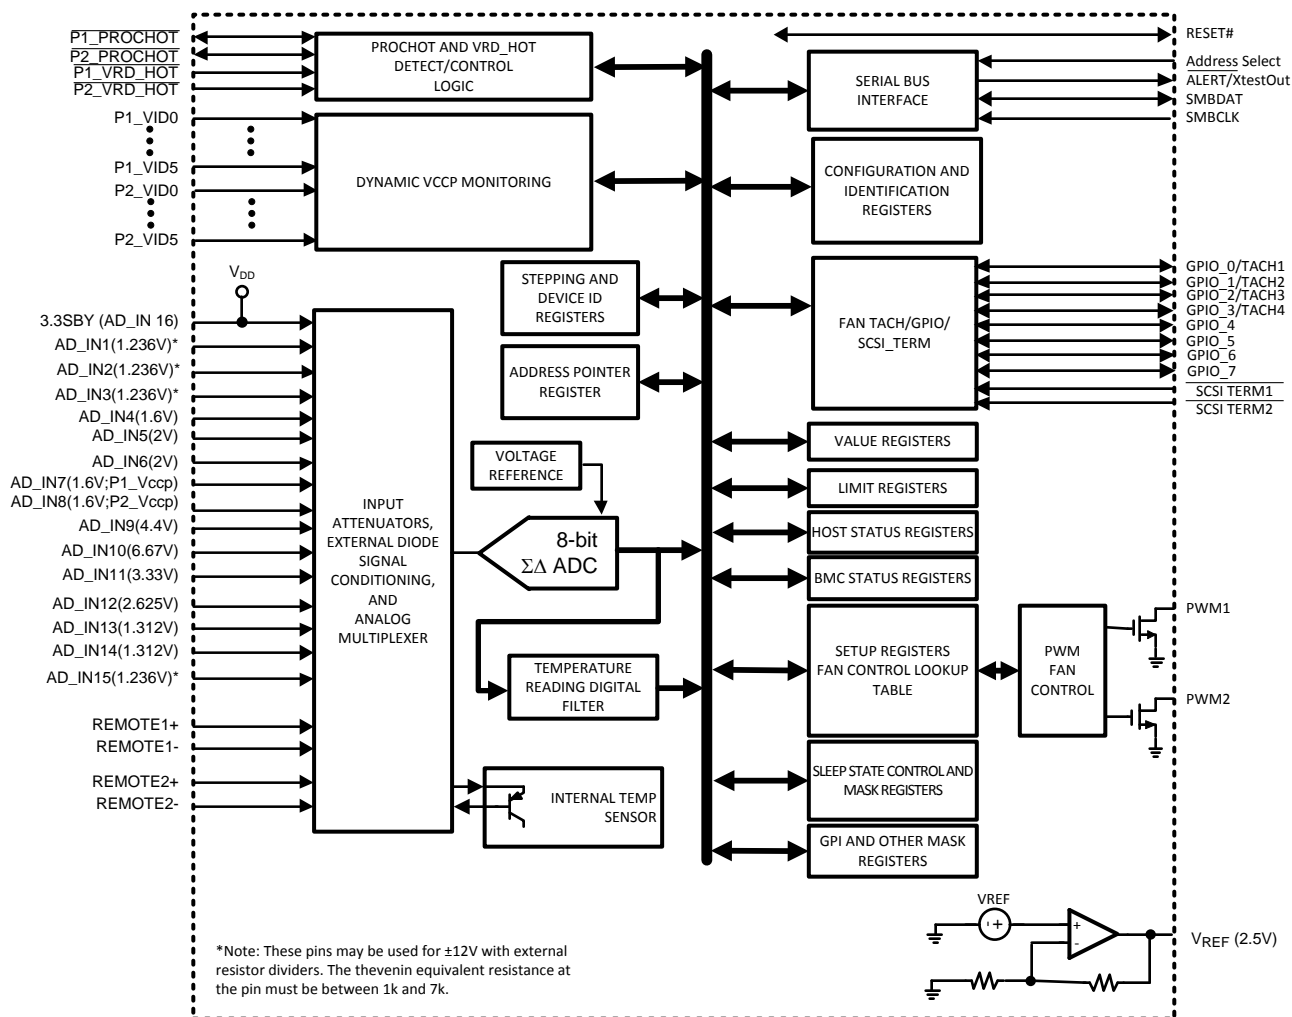 P1_PROCHOT
P2_PROCHOT
P1_VRD_HOT
P2_VRD_HOT
P1_VID0
P1_VID5
P2_VID0
P2_VID5
PROCHOT AND VRD_HOT
DETECT/CONTROL
LOGIC
DYNAMIC VCCP MONITORING
VDD
3.3SBY (AD_IN 16)
AD_IN1(1.236V)*
AD_IN2(1.236V)*
AD_IN3(1.236V)*
AD_IN4(1.6V)
AD_IN5(2V)
AD_IN6(2V)
AD_IN7(1.6V;P1_Vccp)
AD_IN8(1.6V;P2_Vccp)
AD_IN9(4.4V)
AD_IN10(6.67V)
AD_IN11(3.33V)
AD_IN12(2.625V)
AD_IN13(1.312V)
AD_IN14(1.312V)
AD_IN15(1.236V)*
REMOTE1+
REMOTE1-
REMOTE2+
REMOTE2-
INPUT
ATTENUATORS,
EXTERNAL DIODE
SIGNAL
CONDITIONING,
AND
ANALOG
MULTIPLEXER
STEPPING AND
DEVICE ID
REGISTERS
ADDRESS POINTER
REGISTER
VOLTAGE
REFERENCE
8-bit
ΣΔ ADC
TEMPERATURE
READING DIGITAL
FILTER
INTERNAL TEMP
SENSOR
SERIAL BUS
INTERFACE
CONFIGURATION AND
IDENTIFICATION
REGISTERS
FAN TACH/GPIO/
SCSI_TERM
VALUE REGISTERS
LIMIT REGISTERS
HOST STATUS REGISTERS
BMC STATUS REGISTERS
SETUP REGISTERS
FAN CONTROL LOOKUP
TABLE
PWM
FAN
CONTROL
SLEEP STATE CONTROL AND
MASK REGISTERS
GPI AND OTHER MASK
REGISTERS
RESET#
Address Select
ALERT/XtestOut
SMBDAT
SMBCLK
GPIO_0/TACH1
GPIO_1/TACH2
GPIO_2/TACH3
GPIO_3/TACH4
GPIO_4
GPIO_5
GPIO_6
GPIO_7
SCSI TERM1
SCSI TERM2
PWM1
PWM2
VREF
- +
+
-
VREF (2.5V)
*Note: These pins may be used for ±12V with external
resistor dividers. The thevenin equivalent resistance at
the pin must be between 1k and 7k.